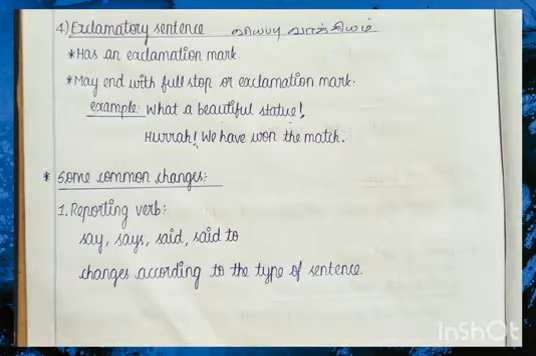 4) Exclamatory sentence வியப்பு வாக்கியம்
* Has an exclamation mark.
* May end with full stop or exclamation mark.
example: What a beautiful statue!
Hurrah! We have won the match.
* Some common changes:
1. Reporting verb:
say, says, said, said to
changes according to the type of sentence.
InShOt